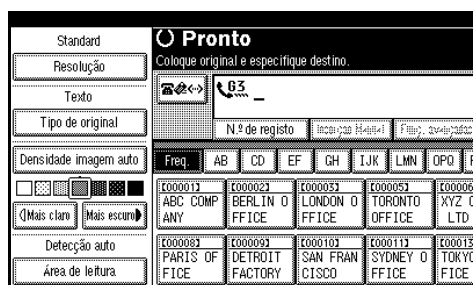 Standard
Resolução
Texto
Tipo de original
Densidade imagem auto
Mais claro
Mais escuro
Detecção auto
Área de leitura
Pronto
Coloque original e especifique destino.
G3 _
N.º de registo
Freq. AB CD EF GH IJK LMN OPQ
[00001] [00002] [00003] [00005] [00006
ABC COMP BERLIN O LONDON O TORONTO XYZ C
ANY FFICE FFICE OFFICE LTD
[00008] [00009] [00010] [00011] [00013
PARIS OF DETROIT SAN FRAN SYDNEY O TOKYO
FICE FACTORY CISCO FFICE FICE